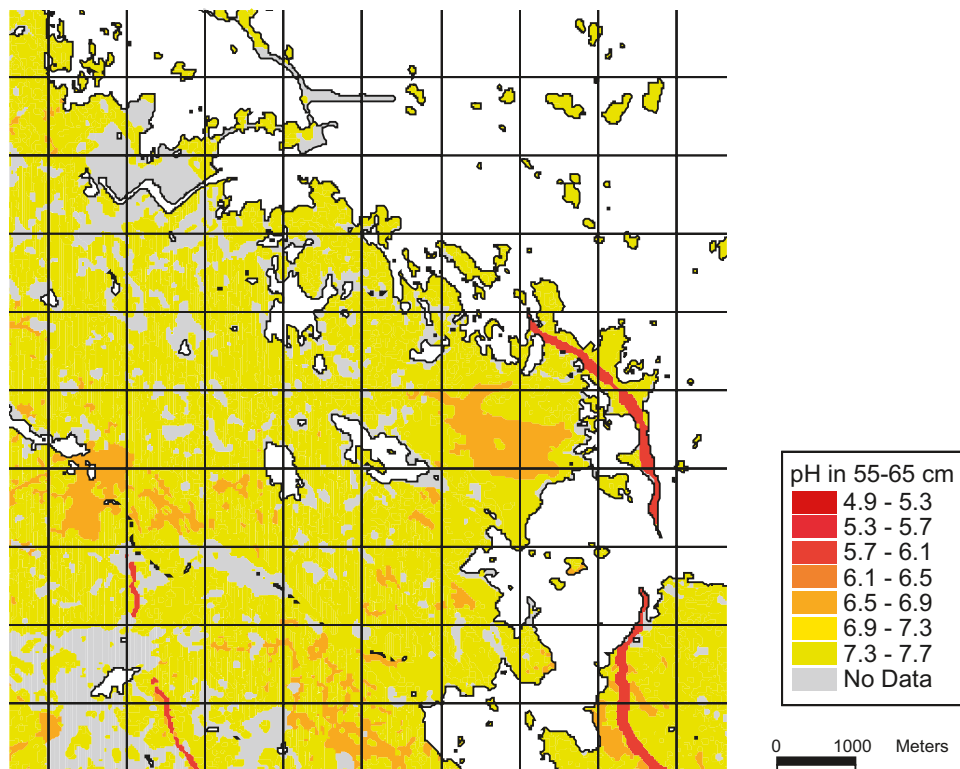 pH in 55-65 cm
4.9 - 5.3
5.3 - 5.7
5.7 - 6.1
6.1 - 6.5
6.5 - 6.9
6.9 - 7.3
7.3 - 7.7
No Data
0 1000 Meters